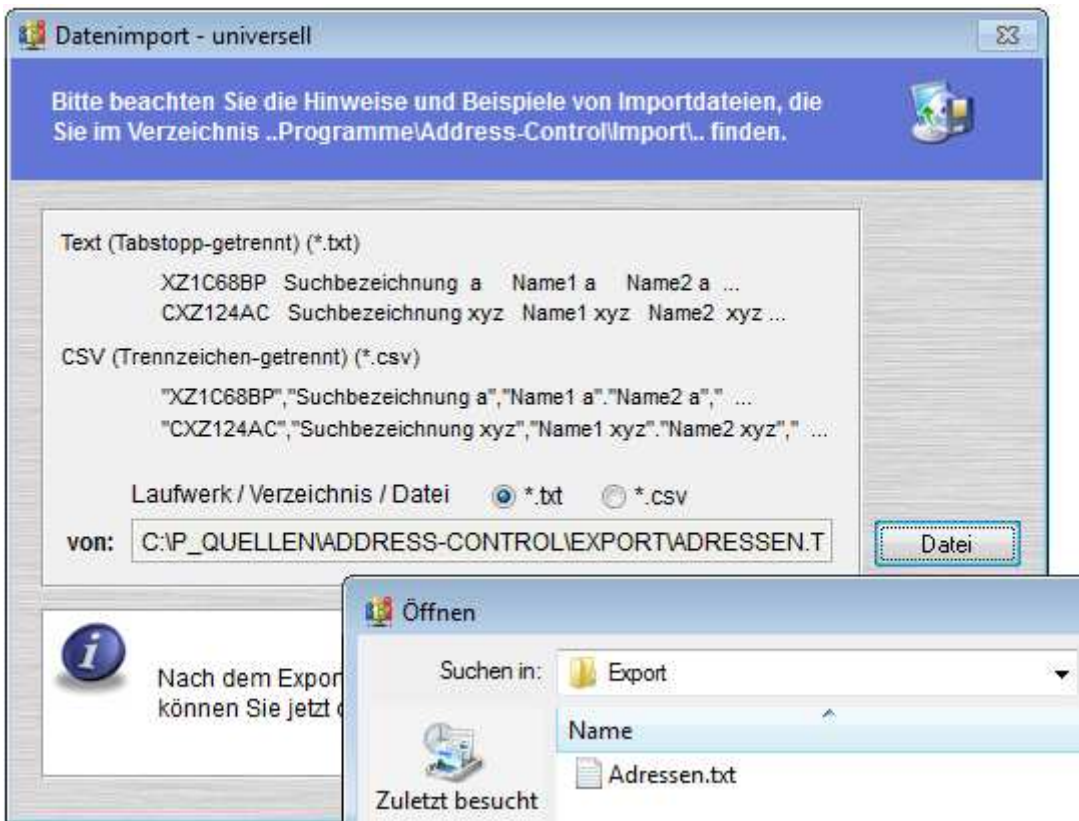 Datenimport - universell
Bitte beachten Sie die Hinweise und Beispiele von Importdateien, die
Sie im Verzeichnis ..Programme\Address-Control\Import\.. finden.
Text (Tabstopp-getrennt) (*.txt)
XZ1C68BP Suchbezeichnung a Name1 a Name2 a ...
CXZ124AC Suchbezeichnung xyz Name1 xyz Name2 xyz ...
CSV (Trennzeichen-getrennt) (*.csv)
"XZ1C68BP","Suchbezeichnung a","Name1 a"."Name2 a"," ...
"CXZ124AC","Suchbezeichnung xyz","Name1 xyz"."Name2 xyz"," ...
Laufwerk / Verzeichnis / Datei *.txt *.csv
von: C:\P_QUELLEN\ADDRESS-CONTROL\EXPORT\ADRESSEN.T Datei
Nach dem Expor
können Sie jetzt
Öffnen
Suchen in: Export
Name
Adressen.txt
Zuletzt besucht